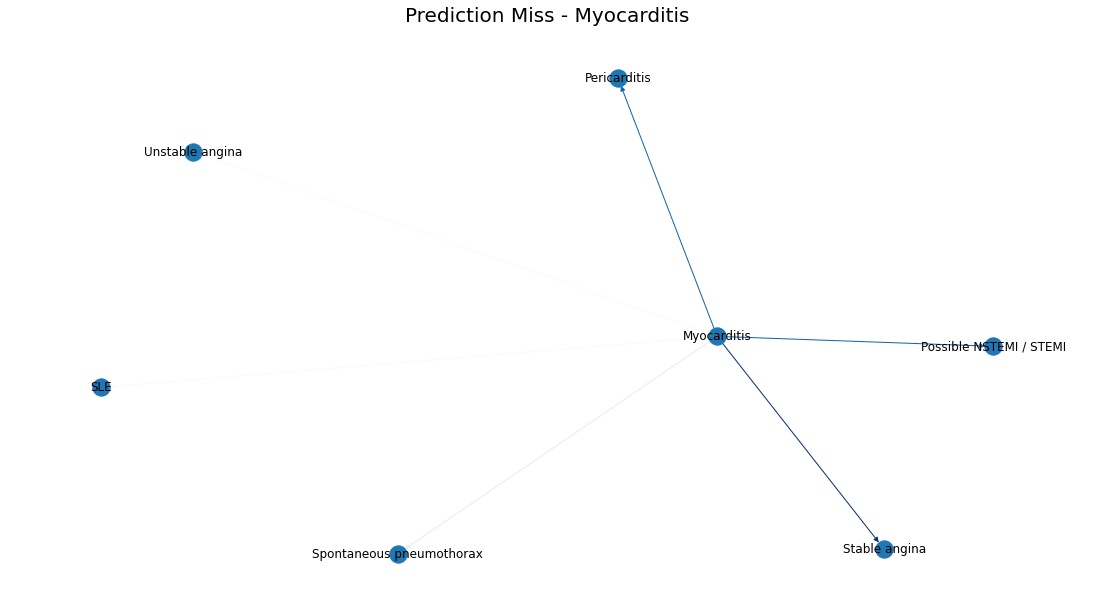 Prediction Miss - Myocarditis
Pericarditis
Unstable angina
Myocarditis
Possible NSTEMI / STEMI
SLE
Stable angina
Spontaneous pneumothorax